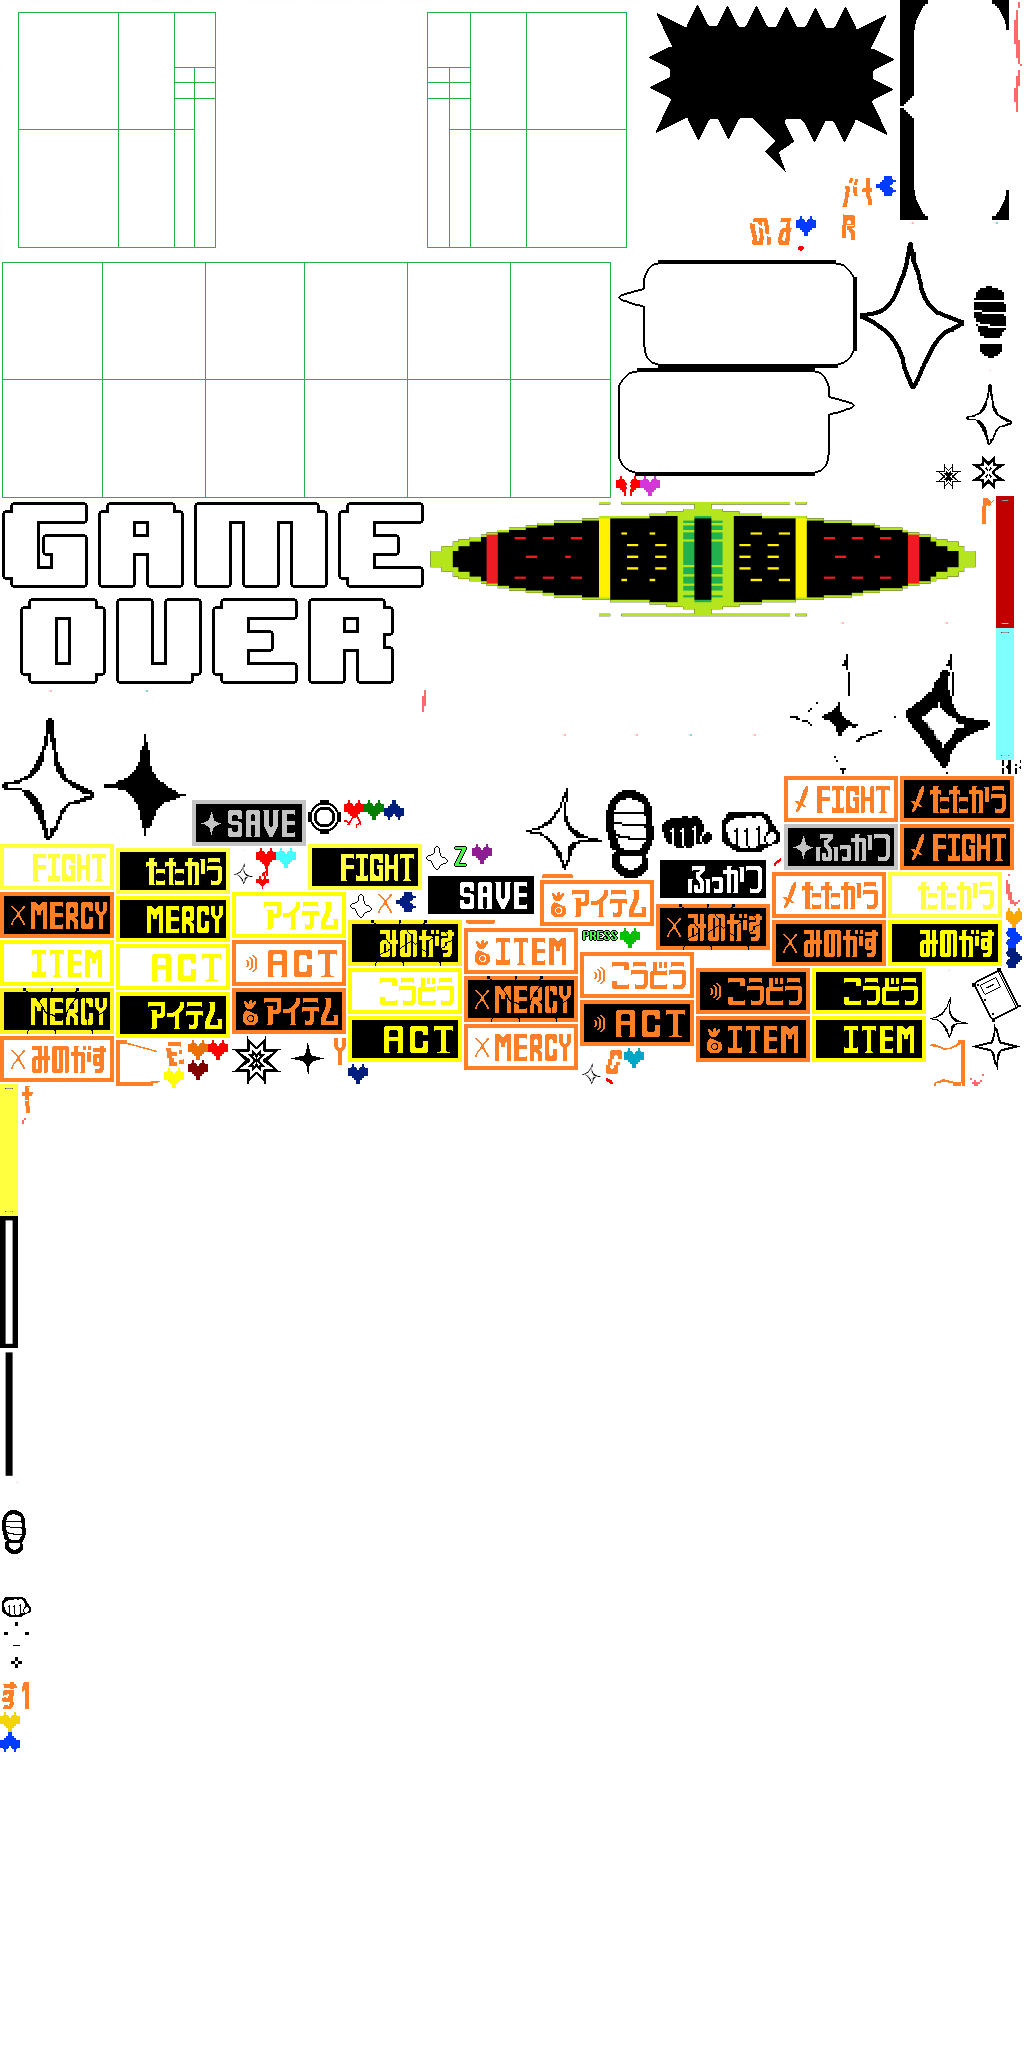 GAME
OVER
SAVE
FIGHT
たたかう
ふっかつ
FIGHT
FIGHT
たたかう
FIGHT
Z
SAVE
ふっかつ
アイテム
たたかう
たたかう
MERCY
MERCY
アイテム
みのがす
ITEM
PRESS
みのがす
みのがす
みのがす
ITEM
ACT
ACT
こうどう
MERCY
こうどう
こうどう
こうどう
MERCY
アイテム
アイテム
ACT
MERCY
ACT
ITEM
ITEM
みのがす
Y